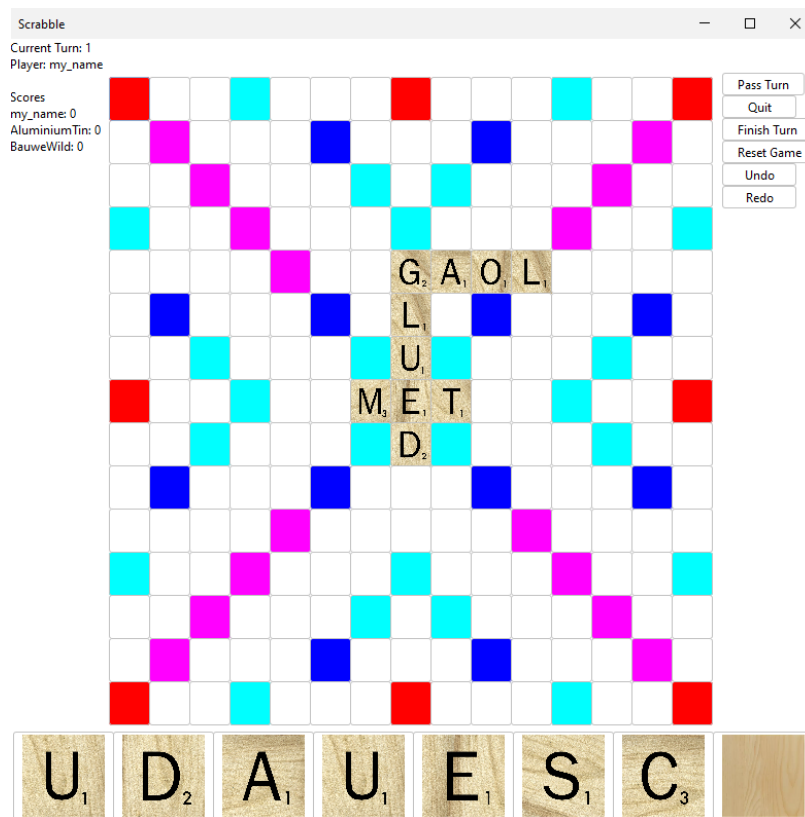 Scrabble
Current Turn: 1
Player: my_name
Scores
my_name: 0
AluminiumTin: 0
BauweWild: 0
Pass Turn
Quit
Finish Turn
Reset Game
Undo
Redo
G2 A1 O1 L1
L1
U1
M3 E1 T1
D2
U1 D2 A1 U1 E1 S1 C3